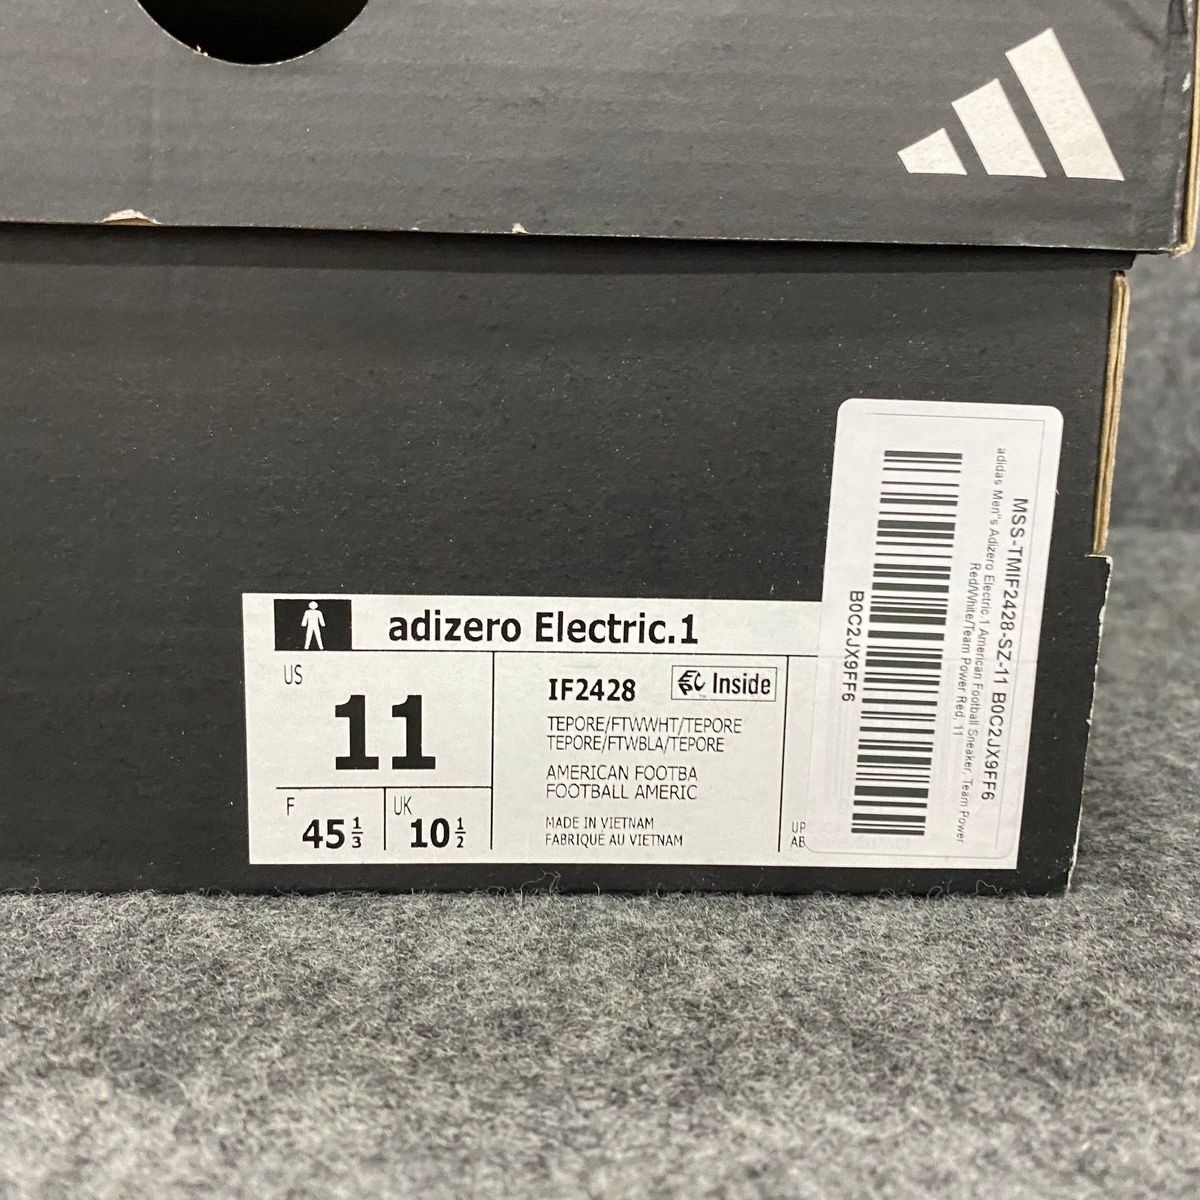 adizero Electric.1
US
11
F
45 1/3
UK
10 1/2
IF2428
Inside
TEPORE/FTWWHT/TEPORE
TEPORE/FTWBLA/TEPORE
AMERICAN FOOTBA
FOOTBALL AMERIC
MADE IN VIETNAM
FABRIQUÉ AU VIETNAM
UP
AB
MSS-TMIF2428-SZ-11 B0C2JX9FF6
adidas Men"s Adizero Electric.1 American Football Sneaker, Team Power
Red/White/Team Power Red, 11
B0C2JX9FF6